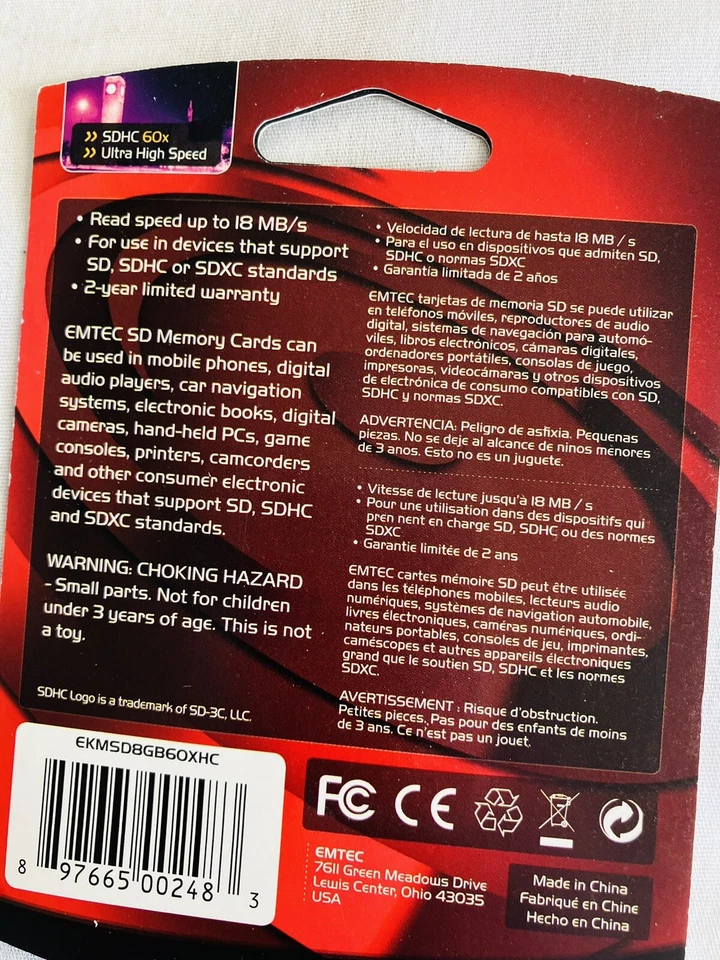 >> SDHC 60x
>> Ultra High Speed
• Read speed up to 18 MB/s
• For use in devices that support
SD, SDHC or SDXC standards
• 2-year limited warranty
EMTEC SD Memory Cards can
be used in mobile phones, digital
audio players, car navigation
systems, electronic books, digital
cameras, hand-held PCs, game
consoles, printers, camcorders
and other consumer electronic
devices that support SD, SDHC
and SDXC standards.
WARNING: CHOKING HAZARD
- Small parts. Not for children
under 3 years of age. This is not
a toy.
SDHC Logo is a trademark of SD-3C, LLC.
• Velocidad de lectura de hasta 18 MB / s
• Para el uso en dispositivos que admiten SD,
SDHC o normas SDXC
• Garantía limitada de 2 años
EMTEC tarjetas de memoria SD se puede utilizar
en teléfonos móviles, reproductores de audio
digital, sistemas de navegación para automó-
viles, libros electrónicos, cámaras digitales,
ordenadores portátiles, consolas de juego,
impresoras, videocámaras y otros dispositivos
de electrónica de consumo compatibles con SD,
SDHC y normas SDXC.
ADVERTENCIA: Peligro de asfixia. Pequenas
piezas. No se deje al alcance de ninos menores
de 3 anos. Esto no es un juguete.
• Vitesse de lecture jusqu'à 18 MB / s
• Pour une utilisation dans des dispositifs qui
pren nent en charge SD, SDHC ou des normes
SDXC
• Garantie limitée de 2 ans
EMTEC cartes mémoire SD peut être utilisée
dans les téléphones mobiles, lecteurs audio
numériques, systèmes de navigation automobile,
livres électroniques, caméras numériques, ordi-
nateurs portables, consoles de jeu, imprimantes,
caméscopes et autres appareils électroniques
grand que le soutien SD, SDHC et les normes
SDXC.
AVERTISSEMENT : Risque d'obstruction.
Petites pieces. Pas pour des enfants de moins
de 3 ans. Ce n'est pas un jouet.
EKMSD8GB60XHC
8 97665 00248 3
FC CE
EMTEC
7611 Green Meadows Drive
Lewis Center, Ohio 43035
USA
Made in China
Fabriqué en Chine
Hecho en China